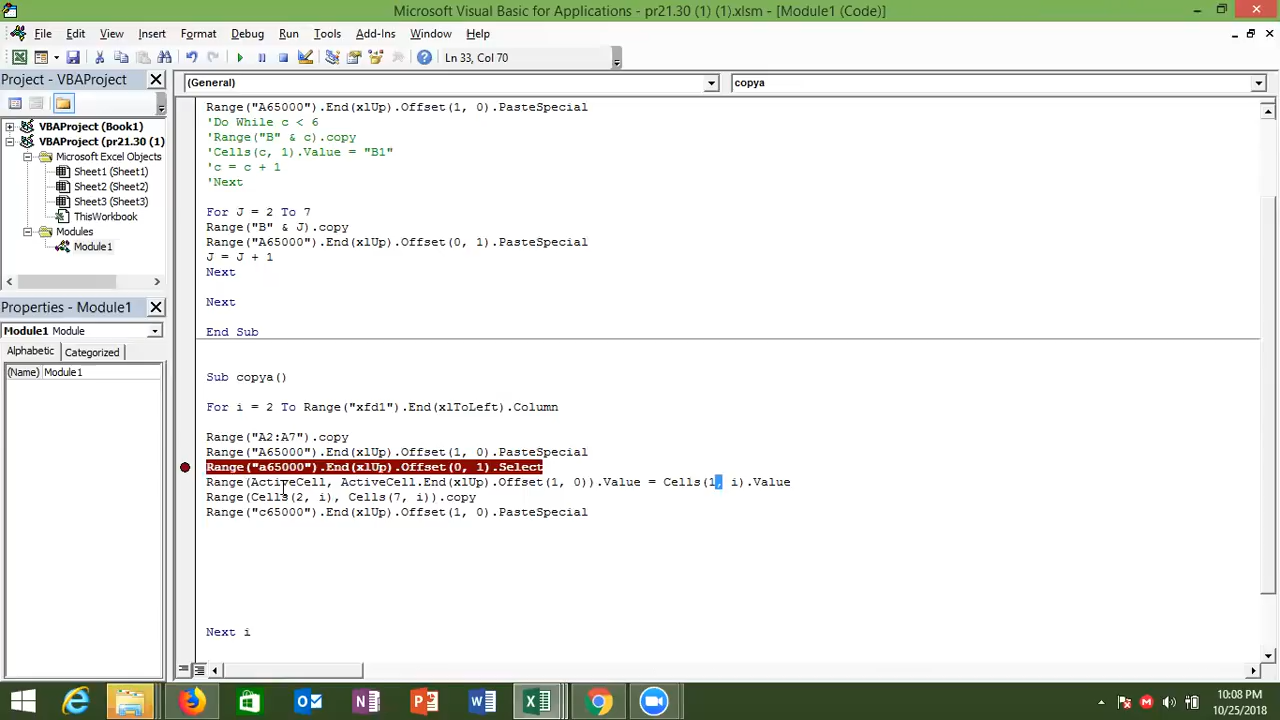 Microsoft Visual Basic for Applications - pr21.30 (1) (1).xlsm - [Module1 (Code)]
File Edit View Insert Format Debug Run Tools Add-Ins Window Help
Ln 33, Col 70
Project - VBAProject
(General)
copya
VBAProject (Book1)
VBAProject (pr21.30 (1)
Microsoft Excel Objects
Sheet1 (Sheet1)
Sheet2 (Sheet2)
Sheet3 (Sheet3)
ThisWorkbook
Modules
Module1
Properties - Module1
Module1 Module
Alphabetic Categorized
(Name) Module1
Range("A65000").End(xlUp).Offset(1, 0).PasteSpecial
'Do While c < 6
'Range("B" & c).copy
'Cells(c, 1).Value = "B1"
'c = c + 1
'Next
For J = 2 To 7
Range("B" & J).copy
Range("A65000").End(xlUp).Offset(0, 1).PasteSpecial
J = J + 1
Next
Next
End Sub
Sub copya()
For i = 2 To Range("xfd1").End(xlToLeft).Column
Range("A2:A7").copy
Range("A65000").End(xlUp).Offset(1, 0).PasteSpecial
Range("a65000").End(xlUp).Offset(0, 1).Select
Range(ActiveCell, ActiveCell.End(xlUp).Offset(1, 0)).Value = Cells(1, i).Value
Range(Cells(2, i), Cells(7, i)).copy
Range("c65000").End(xlUp).Offset(1, 0).PasteSpecial
Next i
10:08 PM
10/25/2018